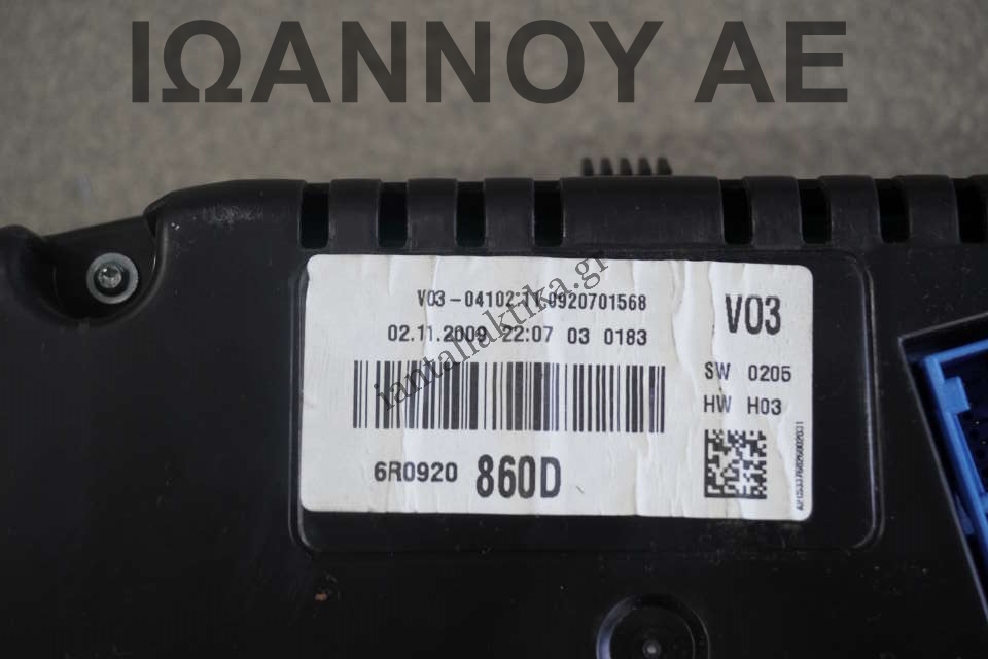 ΙΩΑΝΝΟΥ ΑΕ
V03-04102:11 0920701568
02.11.2009 22:07 03 0183
V03
SW 0205
HW H03
iantallaktika.gr
6R0920 860D